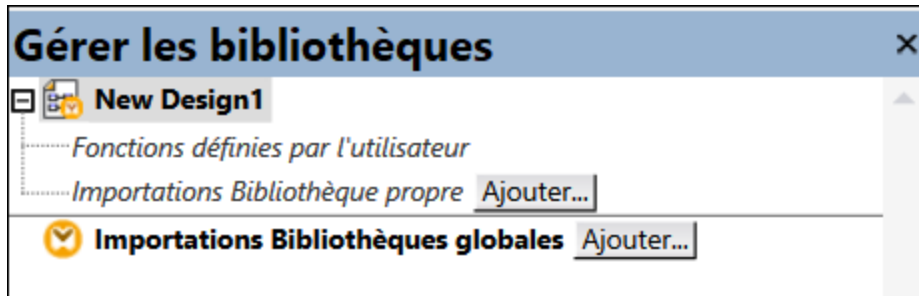 Gérer les bibliothèques
New Design1
Fonctions définies par l'utilisateur
Importations Bibliothèque propre Ajouter...
Importations Bibliothèques globales Ajouter...